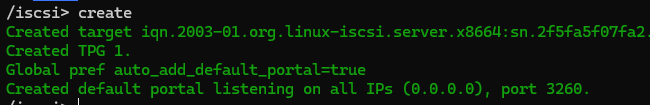 /iscsi> create
Created target iqn.2003-01.org.linux-iscsi.server.x8664:sn.2f5fa5f07fa2.
Created TPG 1.
Global pref auto_add_default_portal=true
Created default portal listening on all IPs (0.0.0.0), port 3260.
/iscsi>